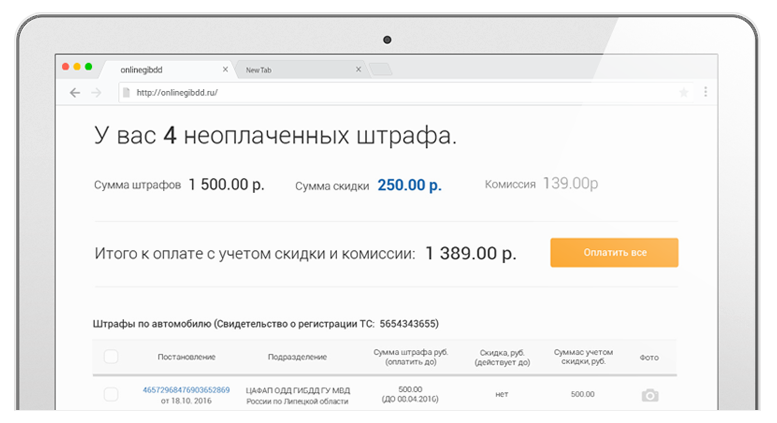 onlinegibdd
New Tab
http://onlinegibdd.ru/
У вас 4 неоплаченных штрафа.
Сумма штрафов 1 500.00 р. Сумма скидки 250.00 р. Комиссия 139.00р
Итого к оплате с учетом скидки и комиссии: 1 389.00 р. Оплатить все
Штрафы по автомобилю (Свидетельство о регистрации ТС: 5654343655)
Постановление Подразделение Сумма штрафа руб. (оплатить до) Скидка, руб. (действует до) Суммас учетом скидки, руб. Фото
46572968476903652869 ЦАФАП ОДД ГИБДД ГУ МВД 500.00 нет 500.00
от 18.10. 2016 России по Липецкой области (ДО 08.04.2016)